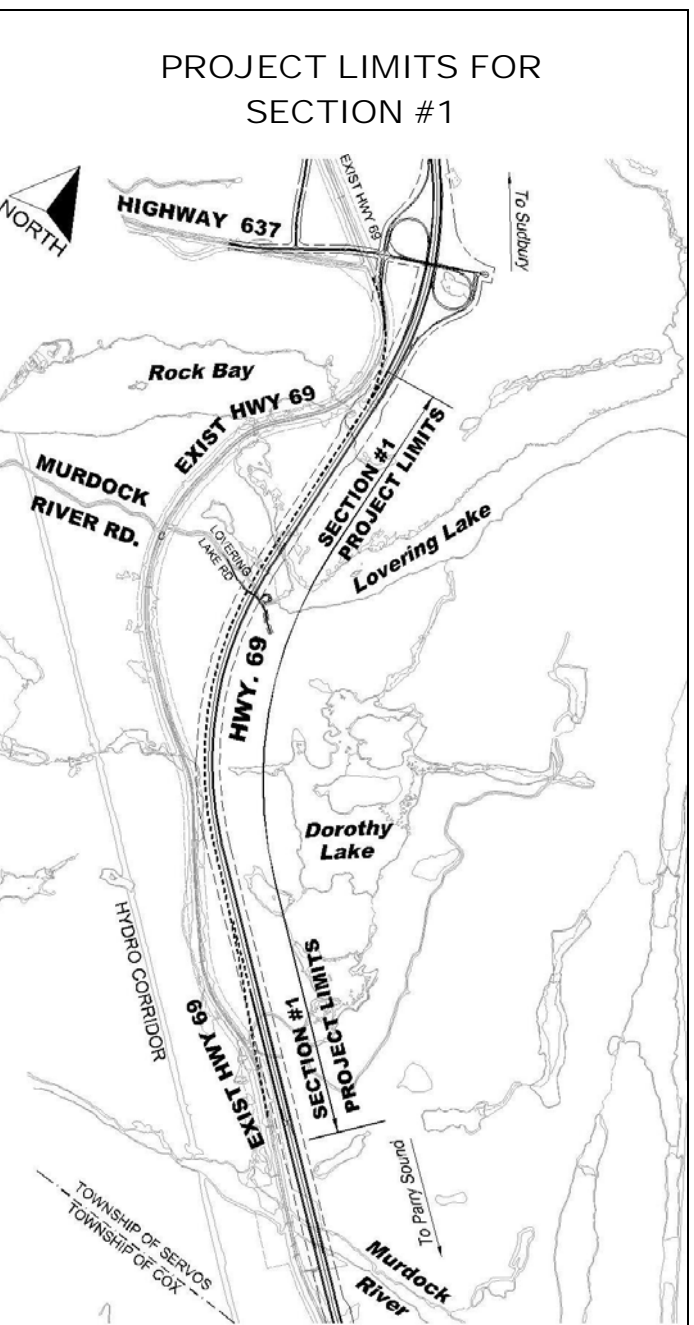 PROJECT LIMITS FOR
SECTION #1
NORTH
HIGHWAY 637
EXIST HWY 69
To Sudbury
Rock Bay
EXIST HWY 69
MURDOCK
RIVER RD.
LOVERING
LAKE RD
SECTION #1
PROJECT LIMITS
Lovering Lake
HWY. 69
Dorothy
Lake
HYDRO CORRIDOR
EXIST HWY 69
SECTION #1
PROJECT LIMITS
To Parry Sound
TOWNSHIP OF SERVOS
TOWNSHIP OF COX
Murdock
River